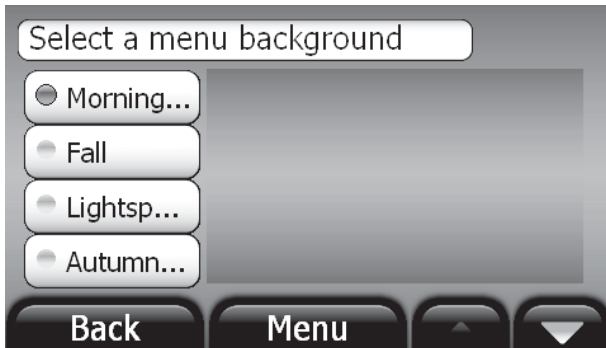 Select a menu background
Morning...
Fall
Lightsp...
Autumn...
Back Menu